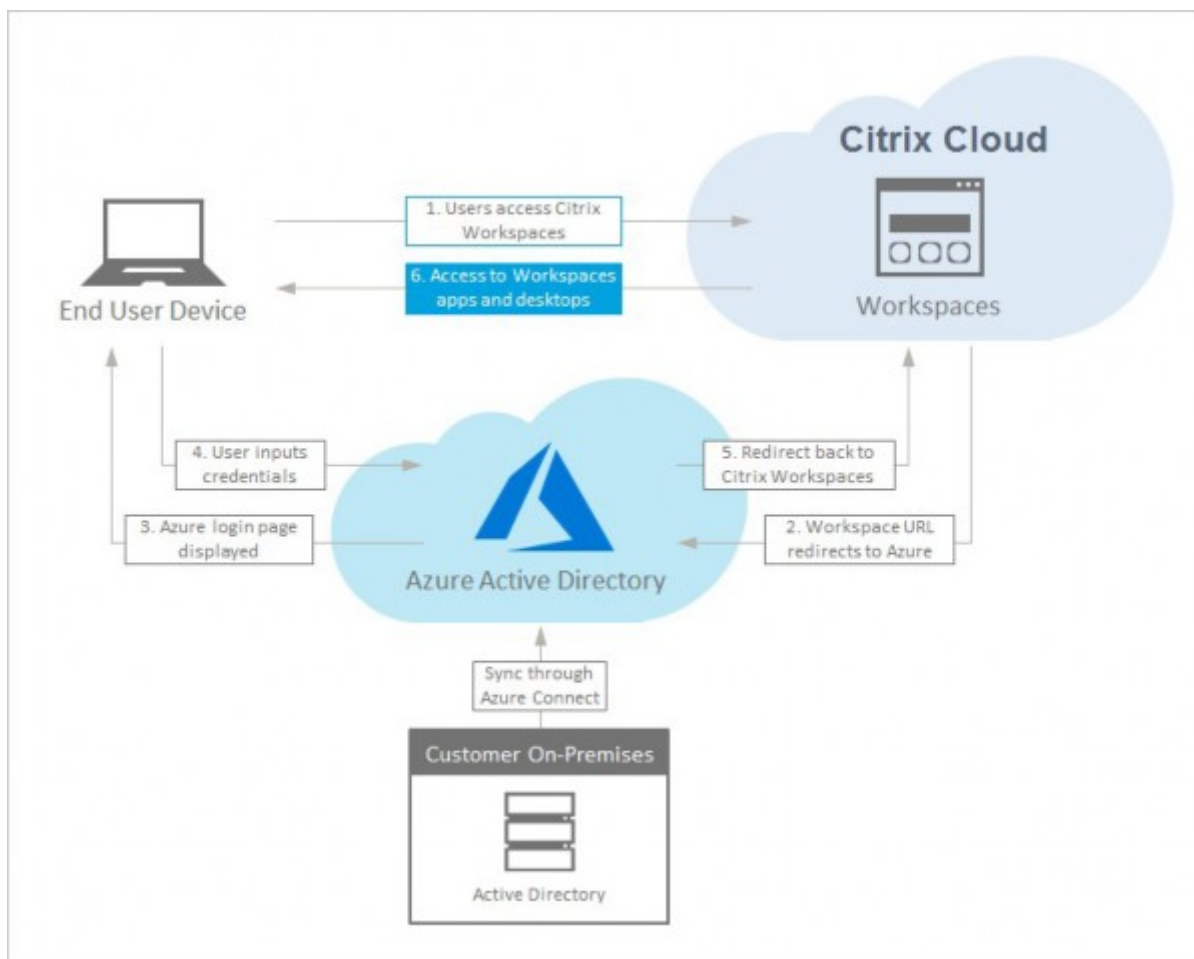 Citrix Cloud
1. Users access Citrix
Workspaces
6. Access to Workspaces
apps and desktops
End User Device
Workspaces
4. User inputs
credentials
5. Redirect back to
Citrix Workspaces
3. Azure login page
displayed
2. Workspace URL
redirects to Azure
Azure Active Directory
Sync through
Azure Connect
Customer On-Premises
Active Directory